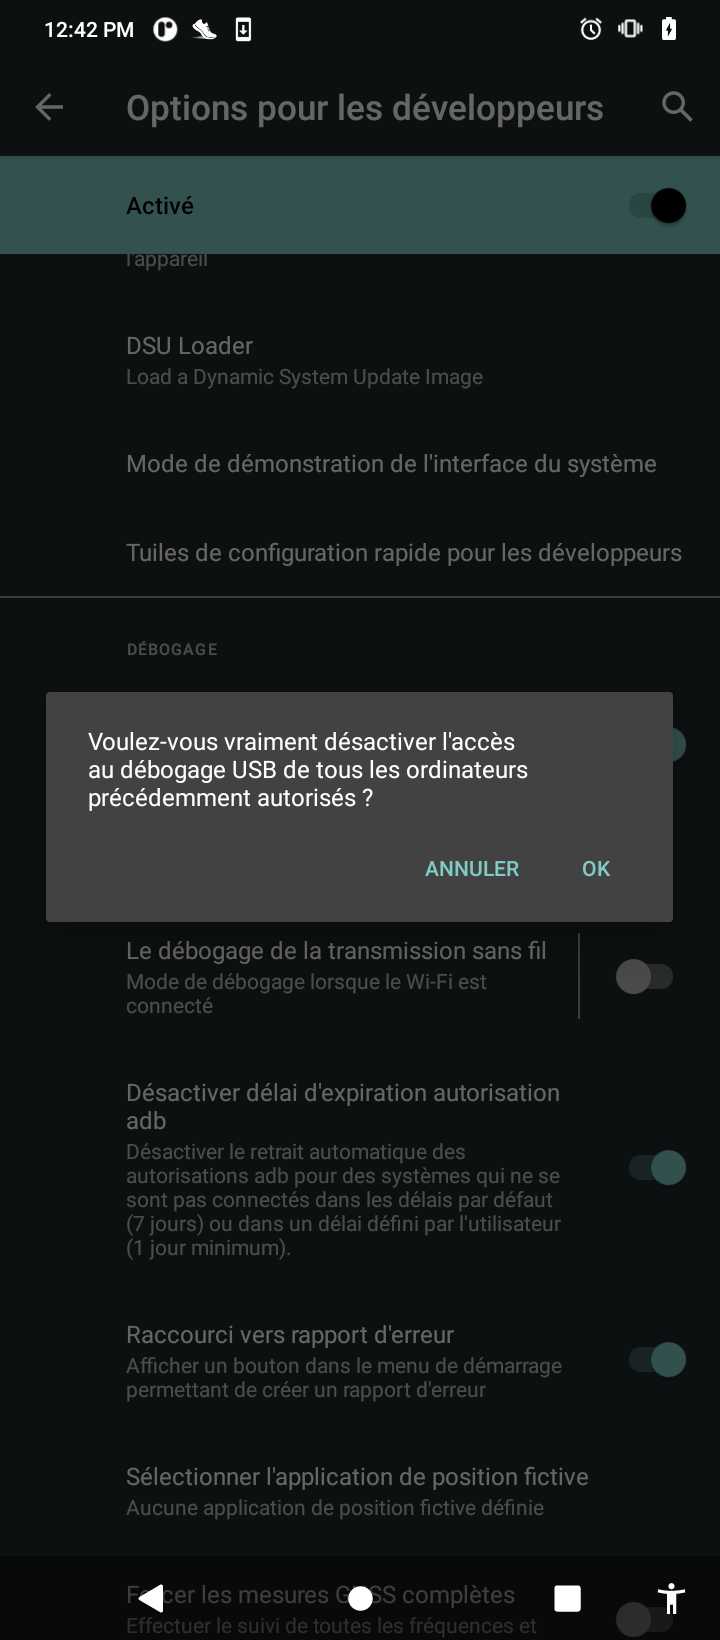 12:42 PM
Options pour les développeurs
Activé
l'appareil
DSU Loader
Load a Dynamic System Update Image
Mode de démonstration de l'interface du système
Tuiles de configuration rapide pour les développeurs
DÉBOGAGE
Voulez-vous vraiment désactiver l'accès
au débogage USB de tous les ordinateurs
précédemment autorisés ?
ANNULER OK
Le débogage de la transmission sans fil
Mode de débogage lorsque le Wi-Fi est
connecté
Désactiver délai d'expiration autorisation
adb
Désactiver le retrait automatique des
autorisations adb pour des systèmes qui ne se
sont pas connectés dans les délais par défaut
(7 jours) ou dans un délai défini par l'utilisateur
(1 jour minimum).
Raccourci vers rapport d'erreur
Afficher un bouton dans le menu de démarrage
permettant de créer un rapport d'erreur
Sélectionner l'application de position fictive
Aucune application de position fictive définie
Forcer les mesures GNSS complètes
Effectuer le suivi de toutes les fréquences et